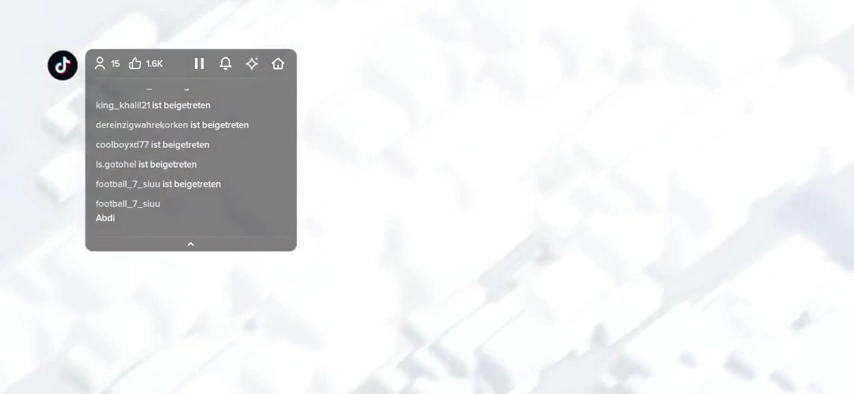 15 1.6K
king_khalil21 ist beigetreten
dereinzigwahrekorken ist beigetreten
coolboyxd77 ist beigetreten
ls.gotohel ist beigetreten
football_7_siuu ist beigetreten
football_7_siuu
Abdi